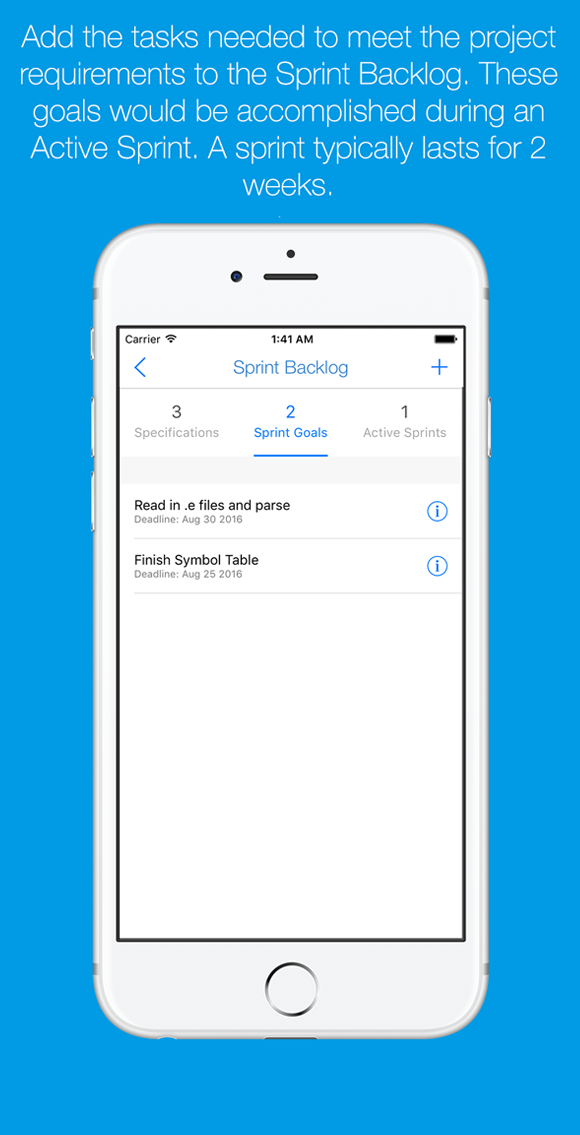 Add the tasks needed to meet the project
requirements to the Sprint Backlog. These
goals would be accomplished during an
Active Sprint. A sprint typically lasts for 2
weeks.
Carrier 1:41 AM
Sprint Backlog +
3 2 1
Specifications Sprint Goals Active Sprints
Read in .e files and parse
Deadline: Aug 30 2016
Finish Symbol Table
Deadline: Aug 25 2016